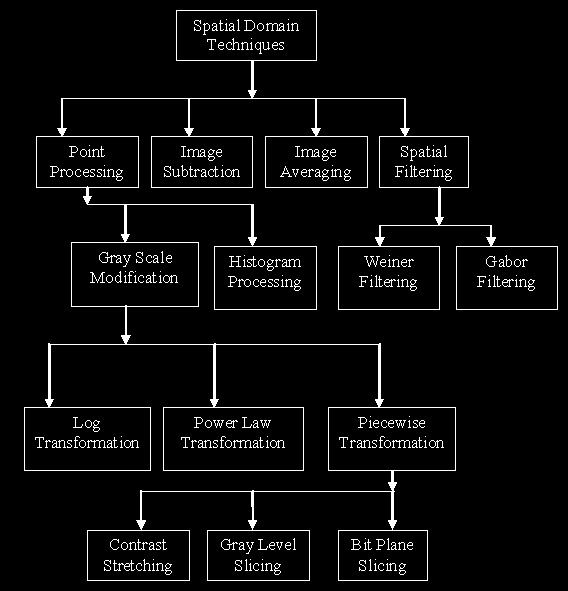 Spatial Domain
Techniques
Point
Processing
Image
Subtraction
Image
Averaging
Spatial
Filtering
Gray Scale
Modification
Histogram
Processing
Weiner
Filtering
Gabor
Filtering
Log
Transformation
Power Law
Transformation
Piecewise
Transformation
Contrast
Stretching
Gray Level
Slicing
Bit Plane
Slicing